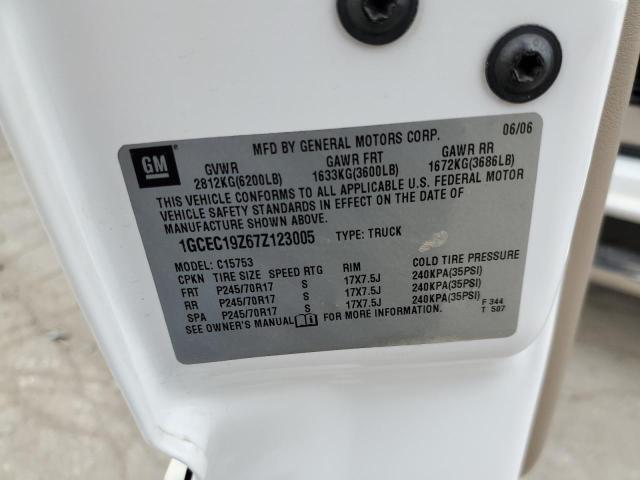 06/06
MFD BY GENERAL MOTORS CORP.
GM
GVWR GAWR FRT GAWR RR
2812KG(6200LB) 1633KG(3600LB) 1672KG(3686LB)
THIS VEHICLE CONFORMS TO ALL APPLICABLE U.S. FEDERAL MOTOR
VEHICLE SAFETY STANDARDS IN EFFECT ON THE DATE OF
MANUFACTURE SHOWN ABOVE.
1GCEC19Z67Z123005 TYPE: TRUCK
MODEL: C15753
CPKN TIRE SIZE SPEED RTG RIM COLD TIRE PRESSURE
FRT P245/70R17 S 17X7.5J 240KPA(35PSI)
RR P245/70R17 S 17X7.5J 240KPA(35PSI)
SPA P245/70R17 S 17X7.5J 240KPA(35PSI)
SEE OWNER'S MANUAL FOR MORE INFORMATION.
F 344
T 507